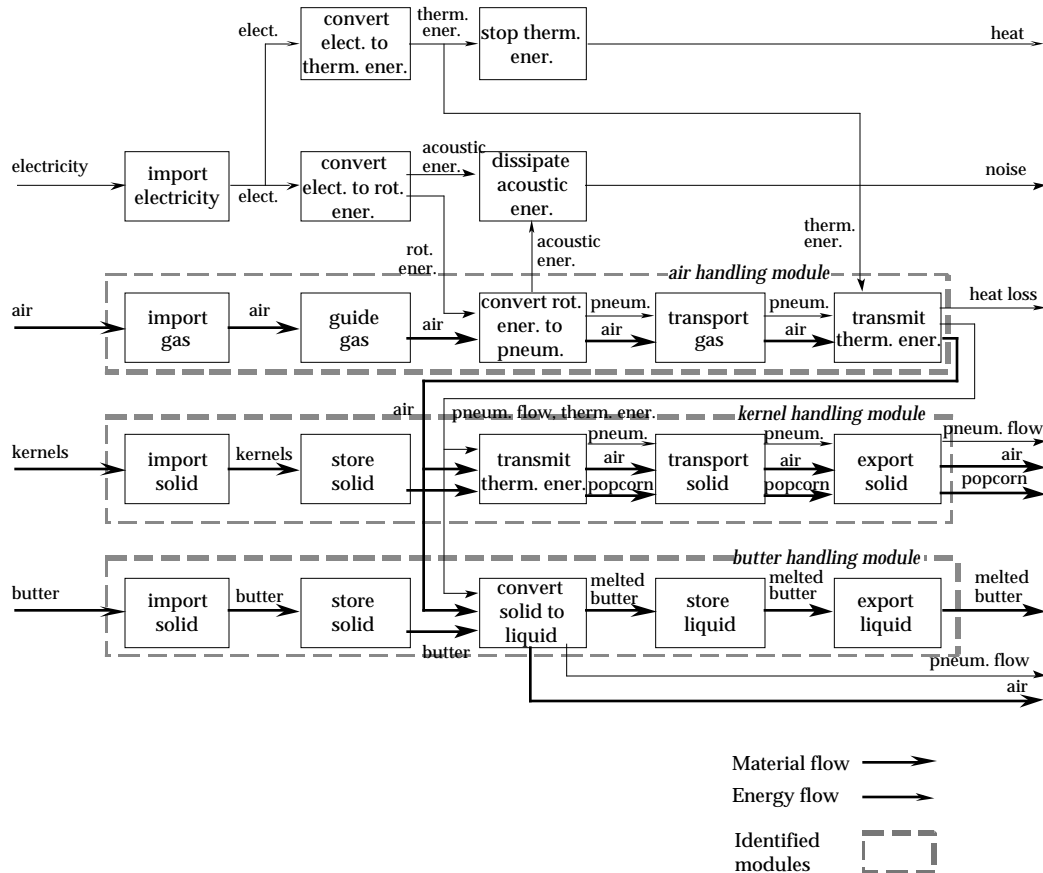 elect.
convert
elect. to
therm. ener.
therm.
ener.
stop therm.
ener.
heat
electricity
import
electricity
elect.
convert
elect. to rot.
ener.
acoustic
ener.
dissipate
acoustic
ener.
noise
rot.
ener.
acoustic
ener.
therm.
ener.
air handling module
air
import
gas
air
guide
gas
air
convert rot.
ener. to
pneum.
pneum.
air
transport
gas
pneum.
air
transmit
therm. ener.
heat loss
air
pneum. flow, therm. ener.
kernel handling module
kernels
import
solid
kernels
store
solid
transmit
therm. ener.
pneum.
air
popcorn
transport
solid
pneum.
air
popcorn
export
solid
pneum. flow
air
popcorn
butter handling module
butter
import
solid
butter
store
solid
butter
convert
solid to
liquid
melted
butter
store
liquid
melted
butter
export
liquid
melted
butter
pneum. flow
air
Material flow
Energy flow
Identified
modules